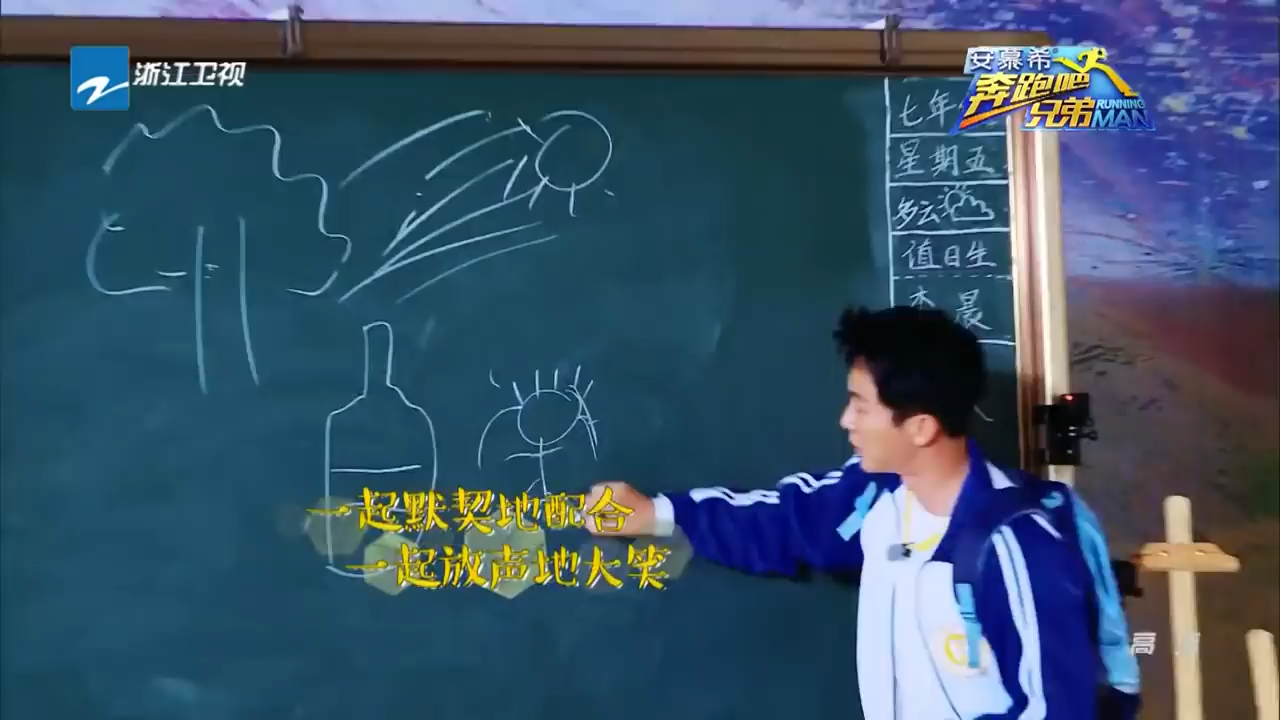 浙江卫视
安慕希
奔跑吧
兄弟
RUNNING
MAN
七年
星期五
多云
值日生
晨
一起默契地配合
一起放声地大笑
高